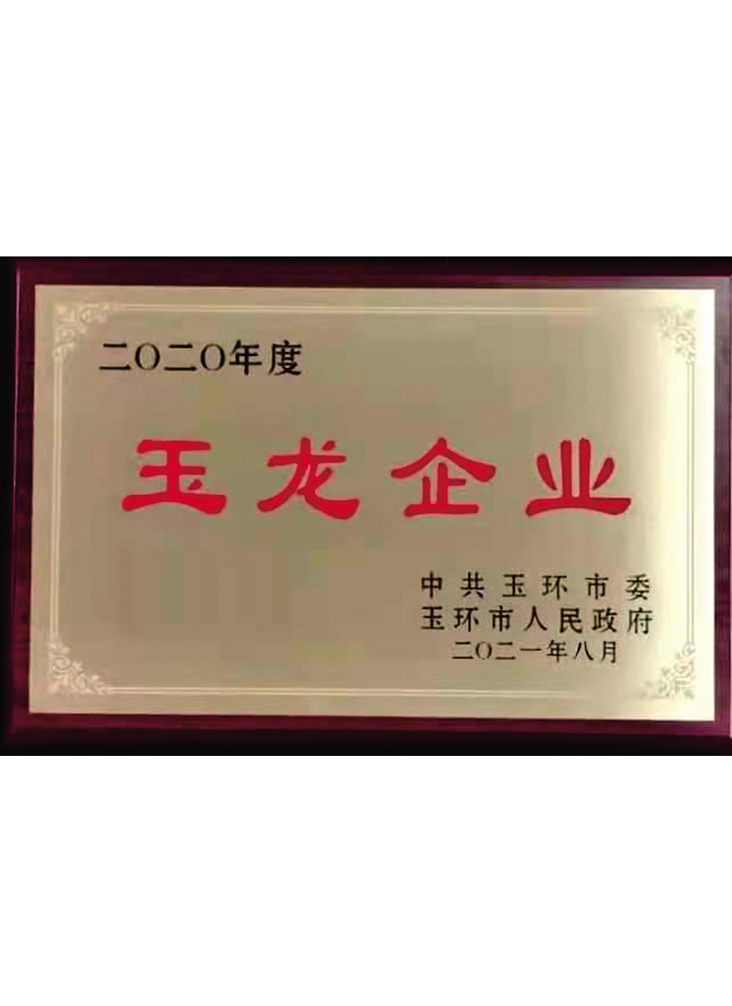 二〇二〇年度
玉龙企业
中共玉环市委
玉环市人民政府
二〇二一年八月